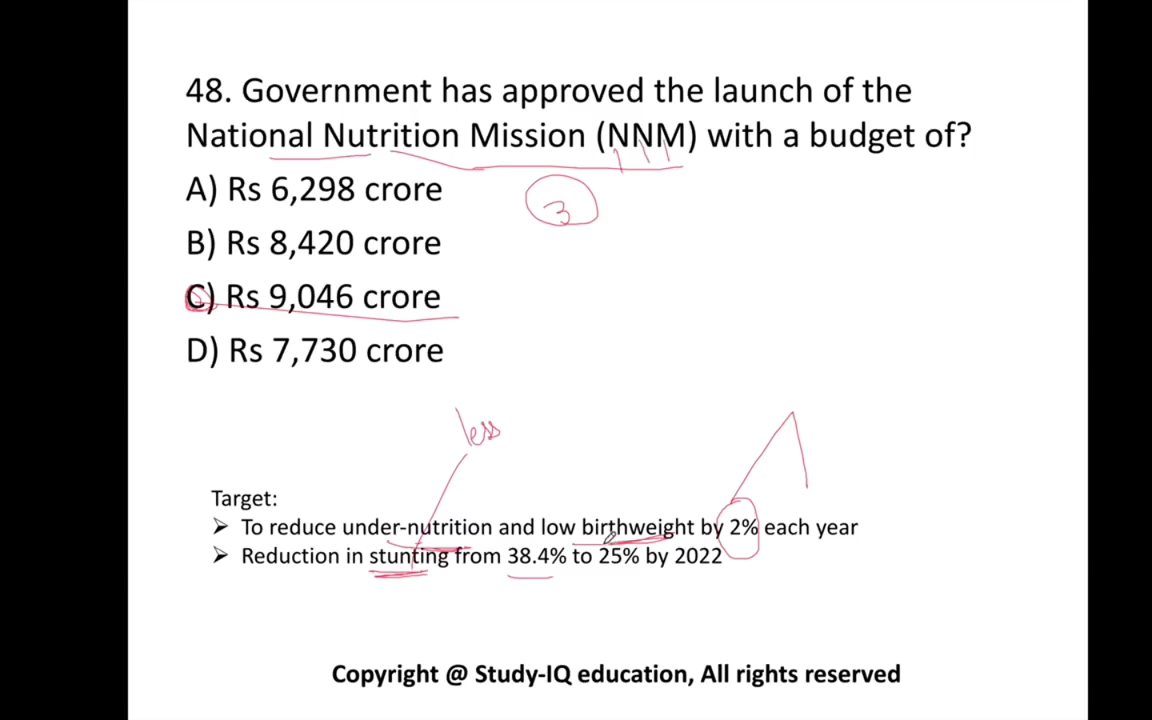 48. Government has approved the launch of the
National Nutrition Mission (NNM) with a budget of?
3
A) Rs 6,298 crore
B) Rs 8,420 crore
C) Rs 9,046 crore
D) Rs 7,730 crore
less
Target:
➢ To reduce under-nutrition and low birthweight by 2% each year
➢ Reduction in stunting from 38.4% to 25% by 2022
Copyright @ Study-IQ education, All rights reserved